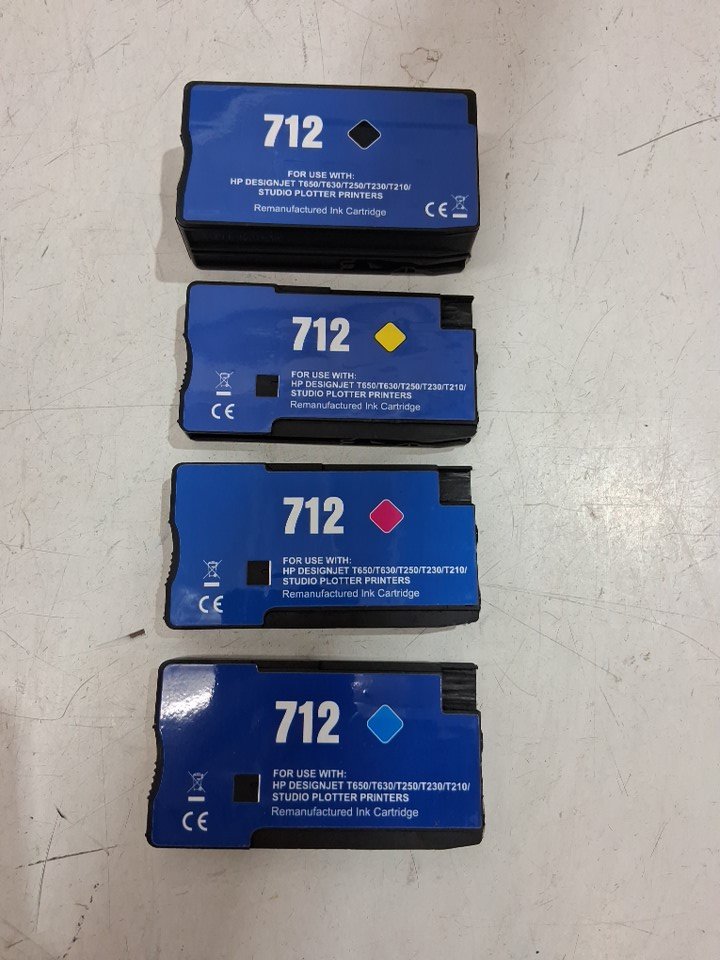 712
FOR USE WITH:
HP DESIGNJET T650/T630/T250/T230/T210/
STUDIO PLOTTER PRINTERS
Remanufactured Ink Cartridge
CE
712
FOR USE WITH:
HP DESIGNJET T650/T630/T250/T230/T210/
STUDIO PLOTTER PRINTERS
Remanufactured Ink Cartridge
CE
712
FOR USE WITH:
HP DESIGNJET T650/T630/T250/T230/T210/
STUDIO PLOTTER PRINTERS
Remanufactured Ink Cartridge
CE
712
FOR USE WITH:
HP DESIGNJET T650/T630/T250/T230/T210/
STUDIO PLOTTER PRINTERS
Remanufactured Ink Cartridge
CE